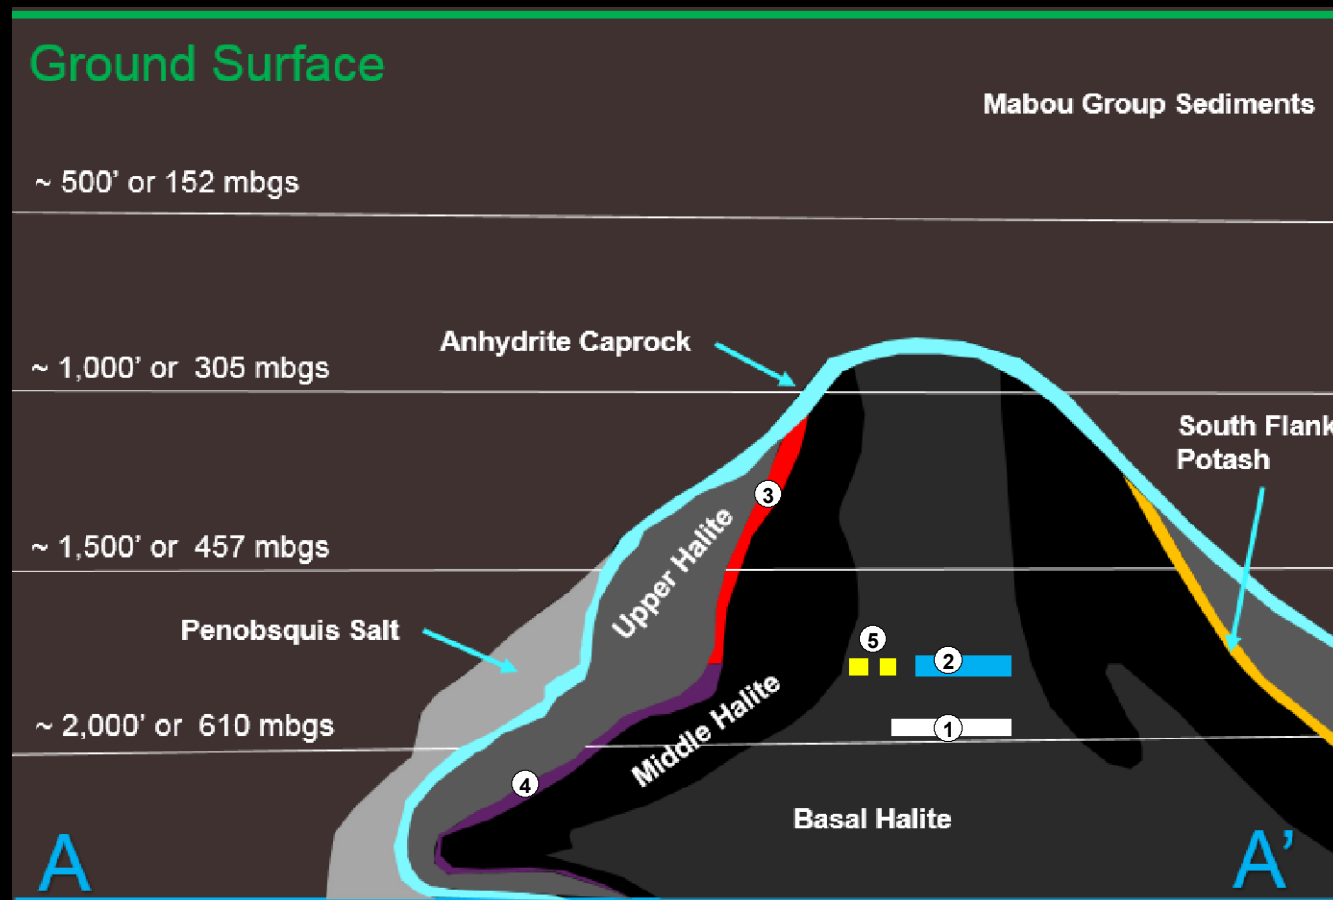 Ground Surface
Mabou Group Sediments
~ 500’ or 152 mbgs
Anhydrite Caprock
~ 1,000’ or  305 mbgs
South Flank
Potash
3
~ 1,500’ or  457 mbgs
Upper Halite
Penobsquis Salt
5
2
~ 2,000’ or  610 mbgs
Middle Halite
1
4
Basal Halite
A
A’